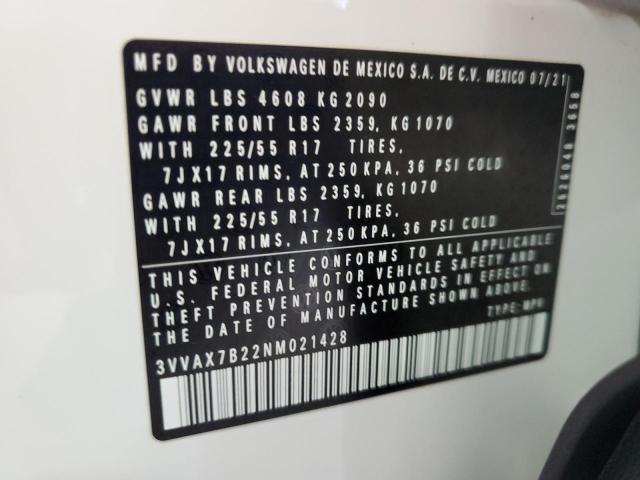 MFD BY VOLKSWAGEN DE MEXICO S.A. DE C.V. MEXICO 07/21
GVWR LBS 4608 KG 2090
GAWR FRONT LBS 2359, KG 1070
WITH 225/55 R17 TIRES,
7JX17 RIMS, AT 250 KPA, 36 PSI COLD
GAWR REAR LBS 2359, KG 1070
WITH 225/55 R17 TIRES,
7JX17 RIMS, AT 250 KPA, 36 PSI COLD
THIS VEHICLE CONFORMS TO ALL APPLICABLE
U.S. FEDERAL MOTOR VEHICLE SAFETY AND
THEFT PREVENTION STANDARDS IN EFFECT ON
THE DATE OF MANUFACTURE SHOWN ABOVE
TYPE: MPV
3VVAX7B22NM021428
2626048 3658